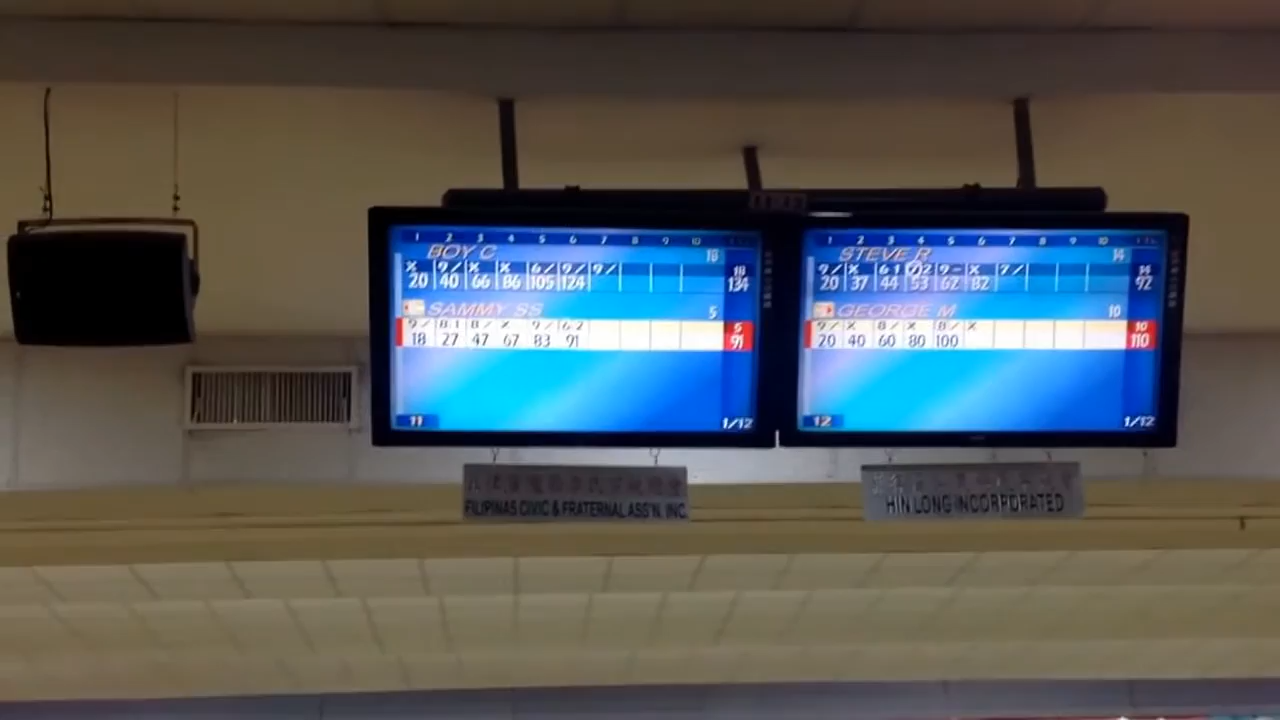 1 2 3 4 5 6 7 8 9 10
BOY C 18
X 9/ X X 6/ 9/ 9/ 18
20 40 66 86 105 124 134
SAMMY SS 5
9/ 8 1 8/ X 9/ 6 2 5
18 27 47 67 83 91 91
11 1/12
1 2 3 4 5 6 7 8 9 10
STEVE R 14
9/ X 6 1 2 9- X 7/ 14
20 37 44 53 62 82 92
GEORGE M 10
9/ X 8/ X 8/ X 10
20 40 60 80 100 110
12 1/12
FILIPINAS CIVIC & FRATERNAL ASS'N. INC.
HIN LONG INCORPORATED